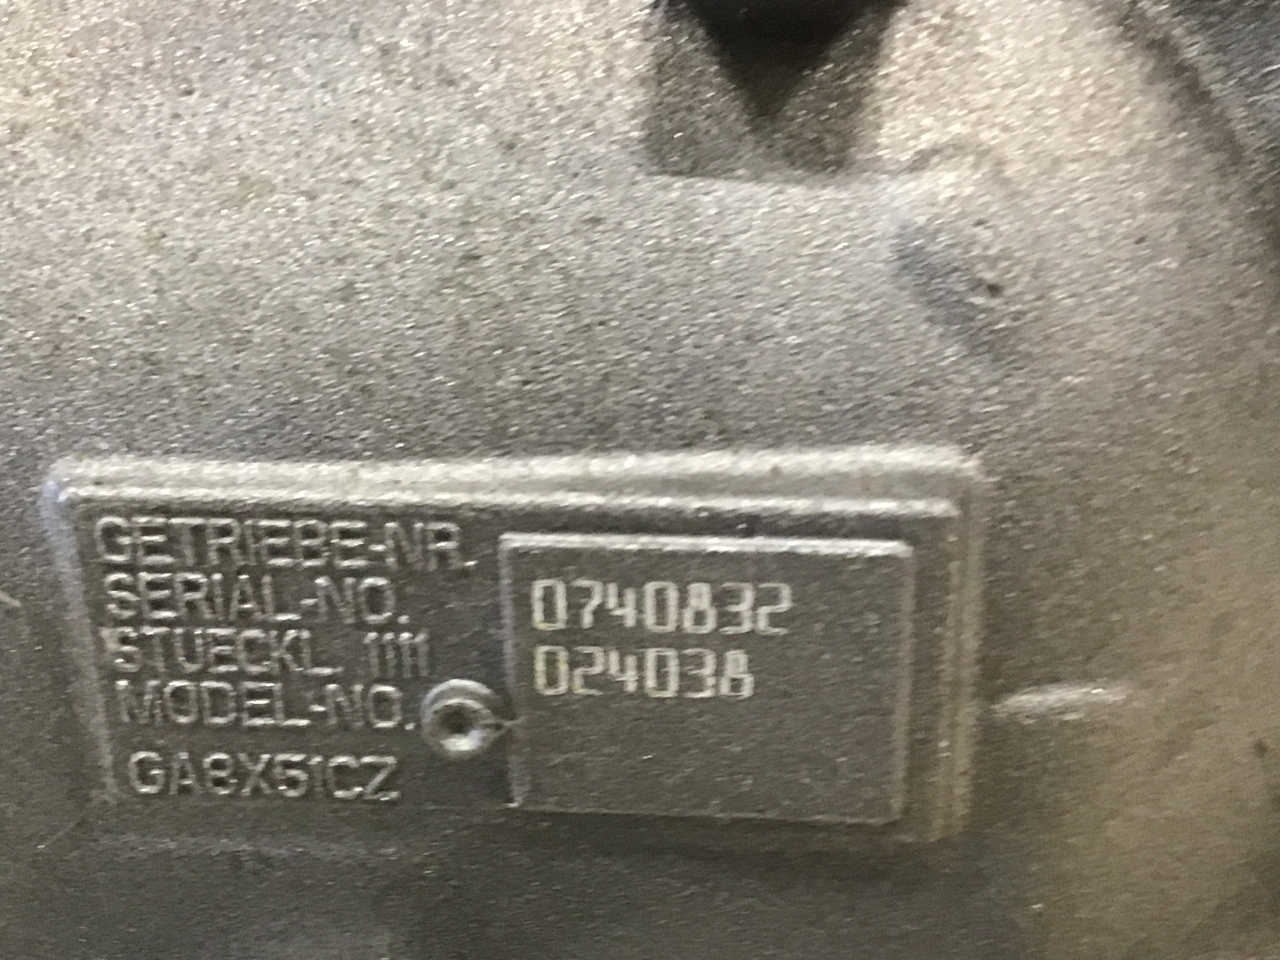 GETRIEBE-NR.
SERIAL-NO.
STUECKL. 1111
MODEL-NO.
GA8X51CZ
0740832
024038